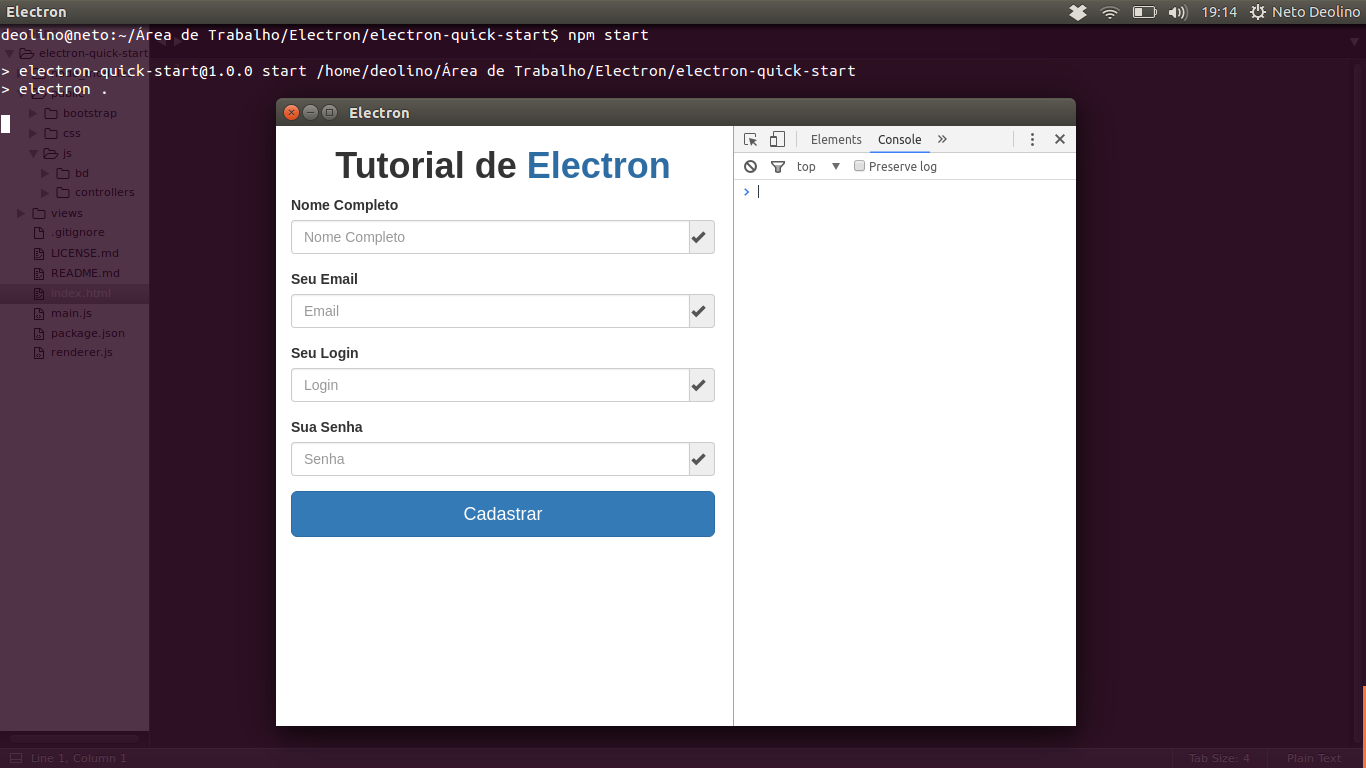 Electron
19:14 Neto Deolino
deolino@neto:~/Área de Trabalho/Electron/electron-quick-start$ npm start
electron-quick-start
> electron-quick-start@1.0.0 start /home/deolino/Área de Trabalho/Electron/electron-quick-start
> electron .
bootstrap
css
js
bd
controllers
views
.gitignore
LICENSE.md
README.md
index.html
main.js
package.json
renderer.js
Electron
Tutorial de Electron
Nome Completo
Nome Completo
Seu Email
Email
Seu Login
Login
Sua Senha
Senha
Cadastrar
Elements Console »
top Preserve log
>
Line 1, Column 1
Tab Size: 4
Plain Text